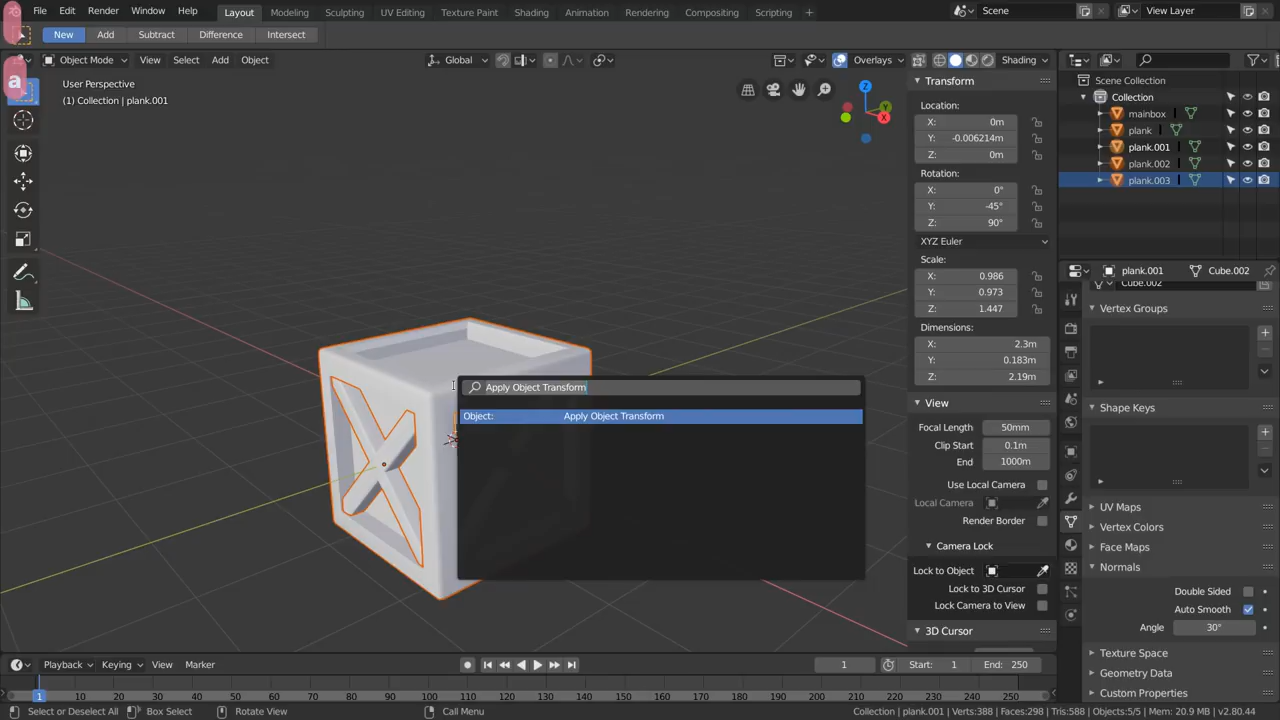 File Edit Render Window Help Layout Modeling Sculpting UV Editing Texture Paint Shading Animation Rendering Compositing Scripting + Scene View Layer
New Add Subtract Difference Intersect
Object Mode View Select Add Object Global Overlays Shading
a
User Perspective
(1) Collection | plank.001
Z
Y
X
Transform
Location:
X: 0m
Y: -0.006214m
Z: 0m
Rotation:
X: 0°
Y: -45°
Z: 90°
XYZ Euler
Scale:
X: 0.986
Y: 0.973
Z: 1.447
Dimensions:
X: 2.3m
Y: 0.183m
Z: 2.19m
View
Focal Length 50mm
Clip Start 0.1m
End 1000m
Use Local Camera
Local Camera
Render Border
Camera Lock
Lock to Object
Lock to 3D Cursor
Lock Camera to View
3D Cursor
Scene Collection
Collection
mainbox
plank
plank.001
plank.002
plank.003
plank.001 Cube.002
Cube.002
Vertex Groups
Shape Keys
UV Maps
Vertex Colors
Face Maps
Normals
Double Sided
Auto Smooth
Angle 30°
Texture Space
Geometry Data
Custom Properties
Apply Object Transform
Object: Apply Object Transform
Playback Keying View Marker 1 Start: 1 End: 250
1 10 20 30 40 50 60 70 80 90 100 110 120 130 140 150 160 170 180 190 200 210 220 230 240 250
Select or Deselect All Box Select Rotate View Call Menu Collection | plank.001 | Verts:388 | Faces:298 | Tris:588 | Objects:5/5 | Mem: 20.9 MB | v2.80.44